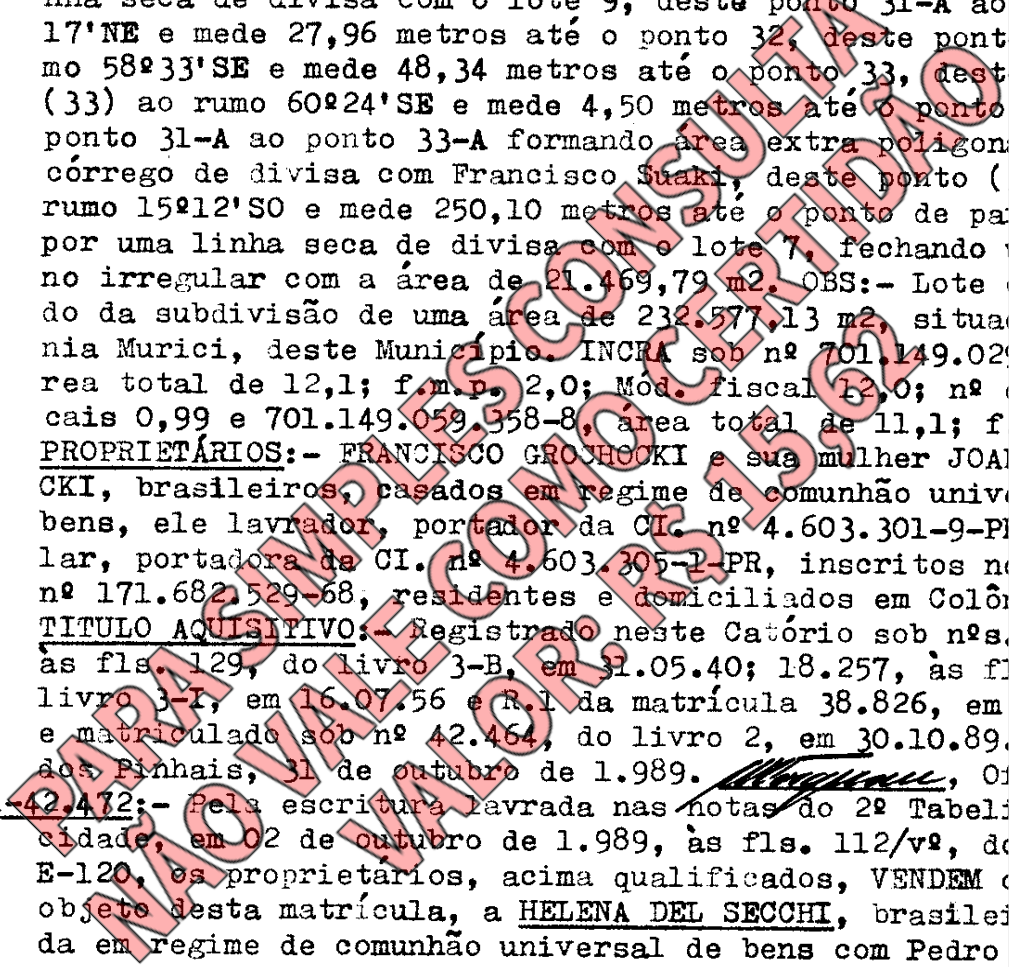 nha seca de divisa com o lote 9, deste ponto 31-A ao
17'NE e mede 27,96 metros até o ponto 32, deste pont
mo 58º33'SE e mede 48,34 metros até o ponto 33, dest
(33) ao rumo 60º24'SE e mede 4,50 metros até o ponto
ponto 31-A ao ponto 33-A formando área extra poligon
córrego de divisa com Francisco Suaki, deste ponto (
rumo 15º12'SO e mede 250,10 metros até o ponto de pa
por uma linha seca de divisa com o lote 7, fechando
no irregular com a área de 21.469,79 m2. OBS:- Lote
do da subdivisão de uma área de 232.577,13 m2, situa
nia Murici, deste Município. INCRA sob nº 701.149.029
rea total de 12,1; f.m.p. 2,0; Mód. fiscal 12,0; nº
cais 0,99 e 701.149.059.358-8, área total de 11,1; f
PROPRIETÁRIOS:- FRANCISCO GROCHOCKI e sua mulher JOA
CKI, brasileiros, casados em regime de comunhão univ
bens, ele lavrador, portador da CI. nº 4.603.301-9-P
lar, portadora da CI. nº 4.603.305-1-PR, inscritos n
nº 171.682.529-68, residentes e domiciliados em Colôn
TITULO AQUISITIVO:- Registrado neste Catório sob nºs.
às fls. 129, do livro 3-B, em 31.05.40; 18.257, às fl
livro 3-I, em 16.07.56 e R.1 da matrícula 38.826, em
e matriculado sob nº 42.464, do livro 2, em 30.10.89.
dos Pinhais, 31 de outubro de 1.989. , Of
-42.472:- Pela escritura lavrada nas notas do 2º Tabeli
cidade, em 02 de outubro de 1.989, às fls. 112/vº, d
E-120, os proprietários, acima qualificados, VENDEM
objeto desta matrícula, a HELENA DEL SECCHI, brasilei
da em regime de comunhão universal de bens com Pedro
PARA SIMPLES CONSULTA
NÃO VALE COMO CERTIDÃO
VALOR: R$ 15,62